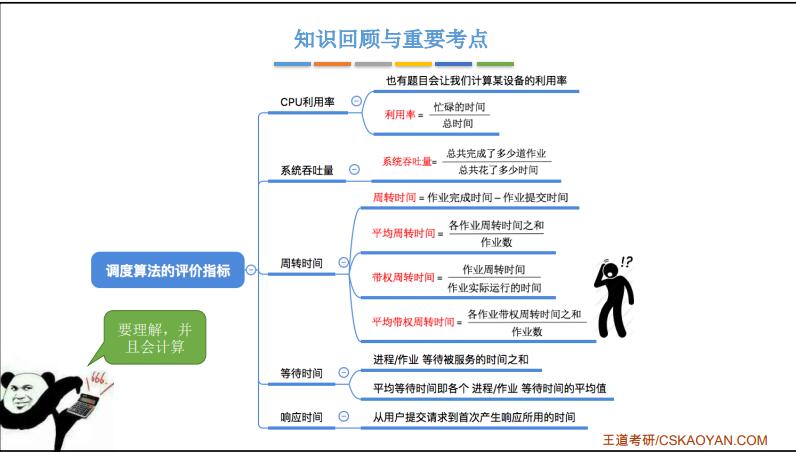 知识回顾与重要考点
也有题目会让我们计算某设备的利用率
CPU利用率
利用率 = 忙碌的时间
总时间
系统吞吐量
系统吞吐量= 总共完成了多少道作业
总共花了多少时间
周转时间 = 作业完成时间 – 作业提交时间
平均周转时间 = 各作业周转时间之和
作业数
周转时间
带权周转时间 = 作业周转时间
作业实际运行的时间
平均带权周转时间 = 各作业带权周转时间之和
作业数
调度算法的评价指标
!?
要理解，并
且会计算
666.
等待时间
进程/作业 等待被服务的时间之和
平均等待时间即各个 进程/作业 等待时间的平均值
响应时间
从用户提交请求到首次产生响应所用的时间
王道考研/CSKAOYAN.COM